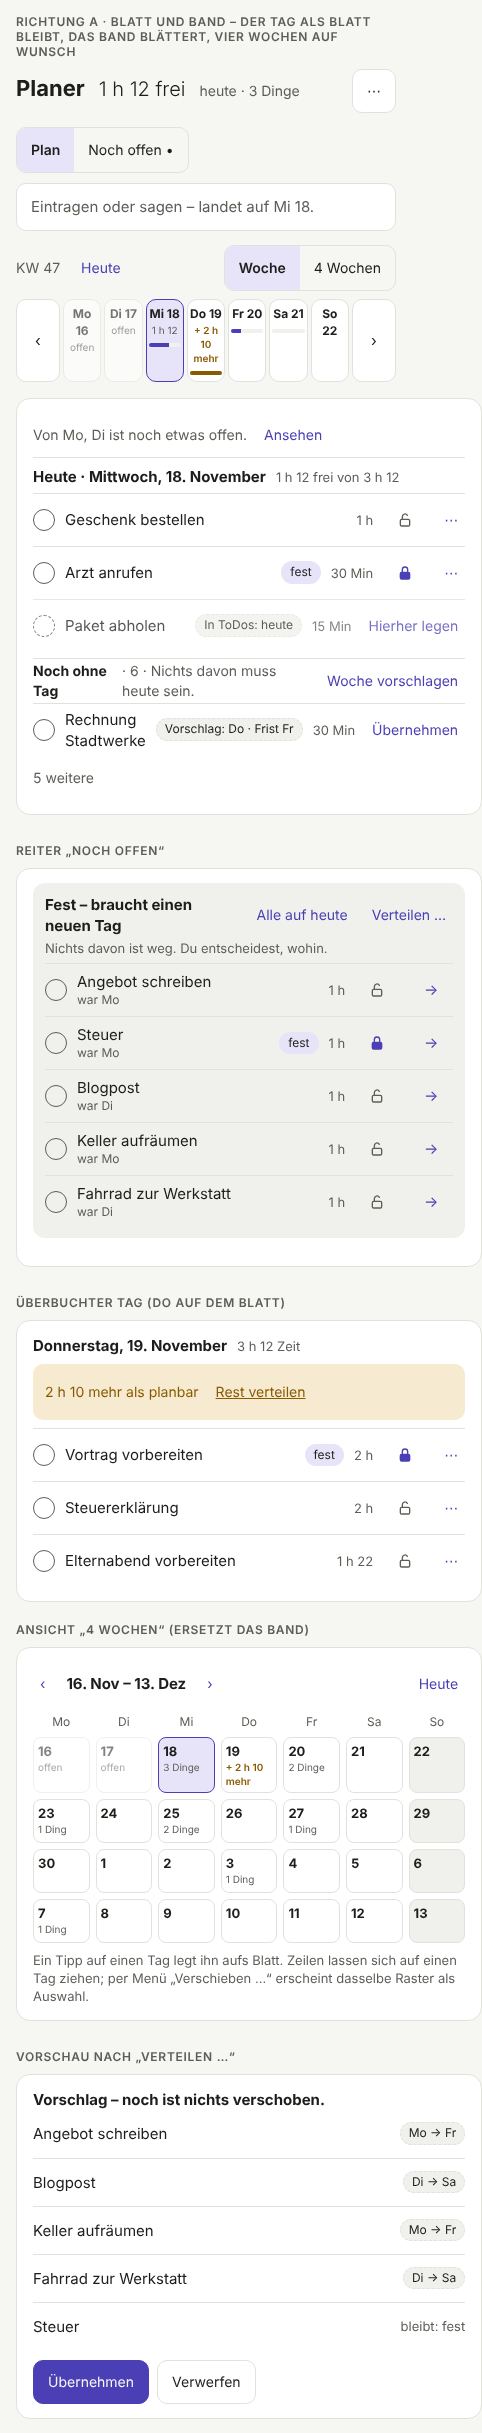 RICHTUNG A · BLATT UND BAND – DER TAG ALS BLATT
BLEIBT, DAS BAND BLÄTTERT, VIER WOCHEN AUF
WUNSCH
Planer 1 h 12 frei heute · 3 Dinge ...
Plan Noch offen •
Eintragen oder sagen – landet auf Mi 18.
KW 47 Heute Woche 4 Wochen
‹
Mo
16
offen
Di 17
offen
Mi 18
1 h 12
Do 19
+ 2 h
10
mehr
Fr 20
Sa 21
So
22
›
Von Mo, Di ist noch etwas offen. Ansehen
Heute · Mittwoch, 18. November 1 h 12 frei von 3 h 12
Geschenk bestellen 1 h ...
Arzt anrufen fest 30 Min ...
Paket abholen In ToDos: heute 15 Min Hierher legen
Noch ohne
Tag
· 6 · Nichts davon muss
heute sein.
Woche vorschlagen
Rechnung
Stadtwerke
Vorschlag: Do · Frist Fr 30 Min Übernehmen
5 weitere
REITER „NOCH OFFEN“
Fest – braucht einen
neuen Tag
Alle auf heute Verteilen ...
Nichts davon ist weg. Du entscheidest, wohin.
Angebot schreiben
war Mo
1 h →
Steuer
war Mo
fest 1 h →
Blogpost
war Di
1 h →
Keller aufräumen
war Mo
1 h →
Fahrrad zur Werkstatt
war Di
1 h →
ÜBERBUCHTER TAG (DO AUF DEM BLATT)
Donnerstag, 19. November 3 h 12 Zeit
2 h 10 mehr als planbar Rest verteilen
Vortrag vorbereiten fest 2 h ...
Steuererklärung 2 h ...
Elternabend vorbereiten 1 h 22 ...
ANSICHT „4 WOCHEN“ (ERSETZT DAS BAND)
‹ 16. Nov – 13. Dez › Heute
Mo Di Mi Do Fr Sa So
16
offen
17
offen
18
3 Dinge
19
+ 2 h 10
mehr
20
2 Dinge
21
22
23
1 Ding
24
25
2 Dinge
26
27
1 Ding
28
29
30
1
2
3
1 Ding
4
5
6
7
1 Ding
8
9
10
11
12
13
Ein Tipp auf einen Tag legt ihn aufs Blatt. Zeilen lassen sich auf einen
Tag ziehen; per Menü „Verschieben ...“ erscheint dasselbe Raster als
Auswahl.
VORSCHAU NACH „VERTEILEN ...“
Vorschlag – noch ist nichts verschoben.
Angebot schreiben Mo → Fr
Blogpost Di → Sa
Keller aufräumen Mo → Fr
Fahrrad zur Werkstatt Di → Sa
Steuer bleibt: fest
Übernehmen Verwerfen